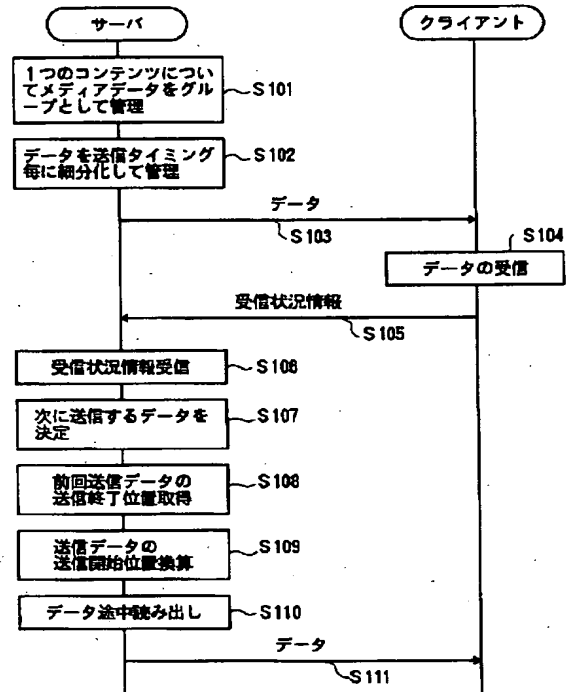 サーバ
クライアント
1つのコンテンツについ
てメディアデータをグル
ープとして管理
S101
データを送信タイミング
毎に細分化して管理
S102
データ
S103
S104
データの受信
受信状況情報
S105
受信状況情報受信
S106
次に送信するデータを
決定
S107
前回送信データの
送信終了位置取得
S108
送信データの
送信開始位置換算
S109
データ途中読み出し
S110
データ
S111